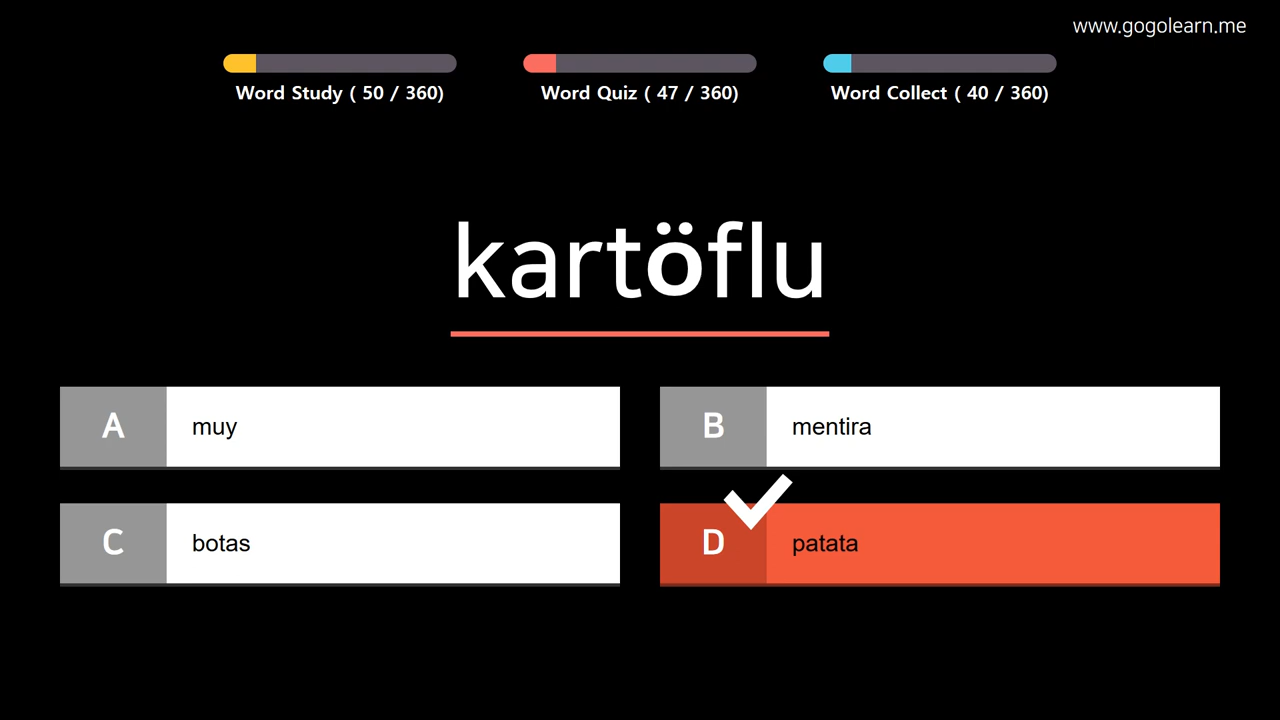 www.gogolearn.me
Word Study ( 50 / 360)
Word Quiz ( 47 / 360)
Word Collect ( 40 / 360)
kartöflu
A
muy
B
mentira
C
botas
D
patata